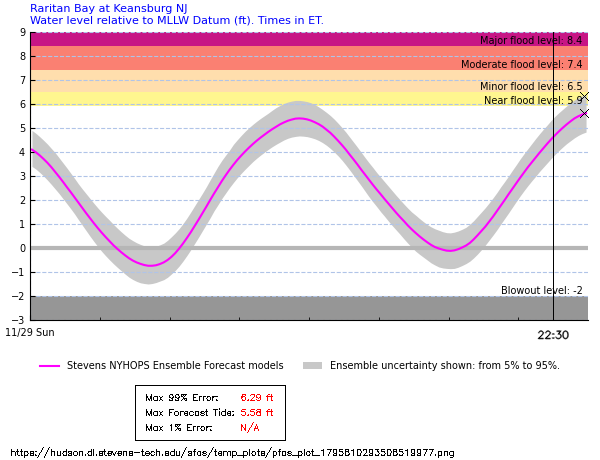 Raritan Bay at Keansburg NJ
Water level relative to MLLW Datum (ft). Times in ET.
9
Major flood level: 8.4
8
Moderate flood level: 7.4
7
Minor flood level: 6.5
Near flood level: 5.9
6
5
4
3
2
1
0
−1
Blowout level: -2
−2
−3
11/29 Sun
22:30
Stevens NYHOPS Ensemble Forecast models
Ensemble uncertainty shown: from 5% to 95%.
Max 99% Error: 6.29 ft
Max Forecast Tide: 5.58 ft
Max 1% Error: N/A
https://hudson.dl.stevens-tech.edu/sfas/temp_plots/pfas_plot_1795610293508519977.png